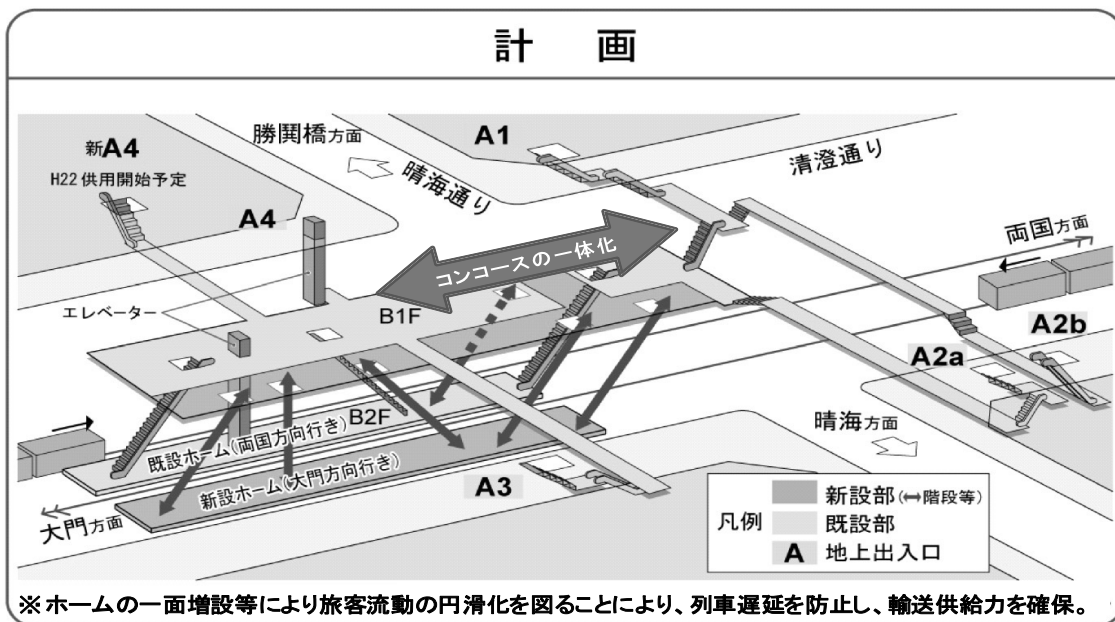 計 画
新A4
H22 供用開始予定
勝鬨橋方面
A1
晴海通り
清澄通り
A4
コンコースの一体化
両国方面
エレベーター
B1F
A2b
A2a
B2F
既設ホーム(両国方向行き)
晴海方面
新設ホーム(大門方向行き)
A3
大門方面
凡例
新設部(↔階段等)
既設部
A 地上出入口
※ホームの一面増設等により旅客流動の円滑化を図ることにより、列車遅延を防止し、輸送供給力を確保。